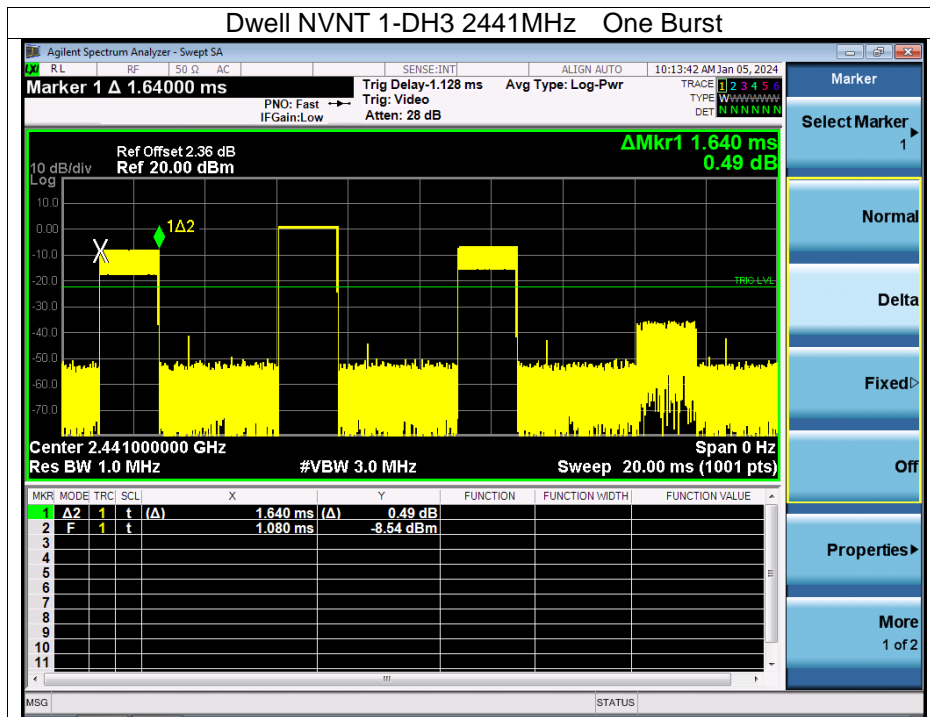 Dwell NVNT 1-DH3 2441MHz One Burst
Agilent Spectrum Analyzer - Swept SA
LXI RL RF 50 Ω AC SENSE:INT ALIGN AUTO 10:13:42 AM Jan 05, 2024
Marker 1 Δ 1.64000 ms
PNO: Fast
IFGain:Low
Trig Delay-1.128 ms
Trig: Video
Atten: 28 dB
Avg Type: Log-Pwr
TRACE 1 2 3 4 5 6
TYPE WWWWWW
DET N N N N N N
ΔMkr1 1.640 ms
0.49 dB
Ref Offset 2.36 dB
10 dB/div Ref 20.00 dBm
Log
10.0
0.00
-10.0
-20.0
-30.0
-40.0
-50.0
-60.0
-70.0
X
1Δ2
TRIG LVL
Center 2.441000000 GHz Span 0 Hz
Res BW 1.0 MHz #VBW 3.0 MHz Sweep 20.00 ms (1001 pts)
MKR MODE TRC SCL X Y FUNCTION FUNCTION WIDTH FUNCTION VALUE
1 Δ2 1 t (Δ) 1.640 ms (Δ) 0.49 dB
2 F 1 t 1.080 ms -8.54 dBm
3
4
5
6
7
8
9
10
11
MSG STATUS
Marker
Select Marker
1
Normal
Delta
Fixed
Off
Properties
More
1 of 2